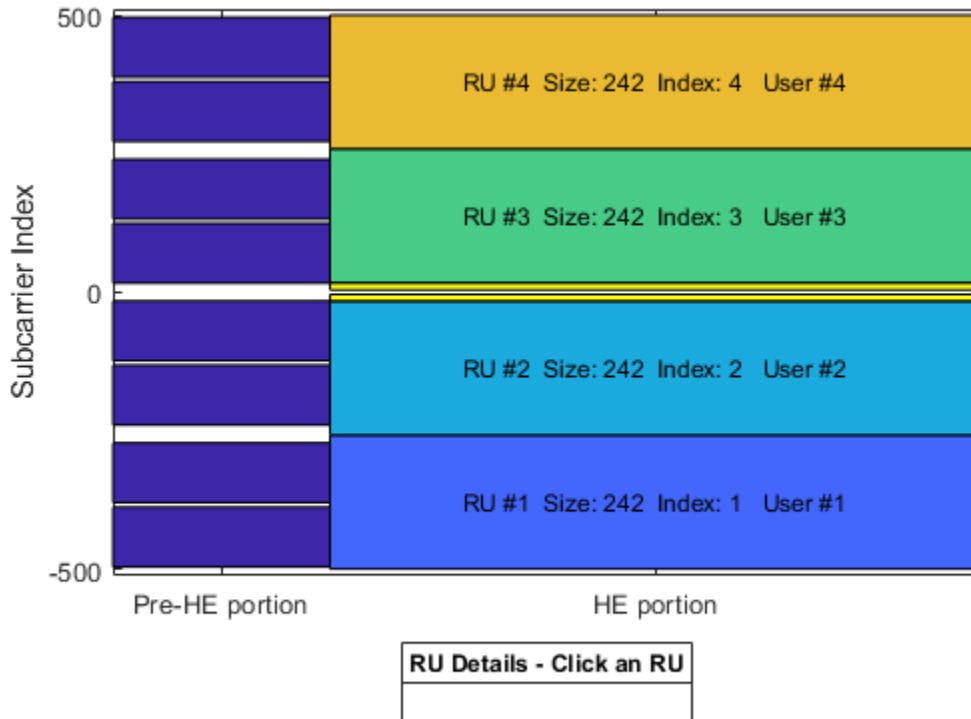 500
RU #4 Size: 242 Index: 4 User #4
RU #3 Size: 242 Index: 3 User #3
Subcarrier Index
0
RU #2 Size: 242 Index: 2 User #2
RU #1 Size: 242 Index: 1 User #1
-500
Pre-HE portion
HE portion
RU Details - Click an RU